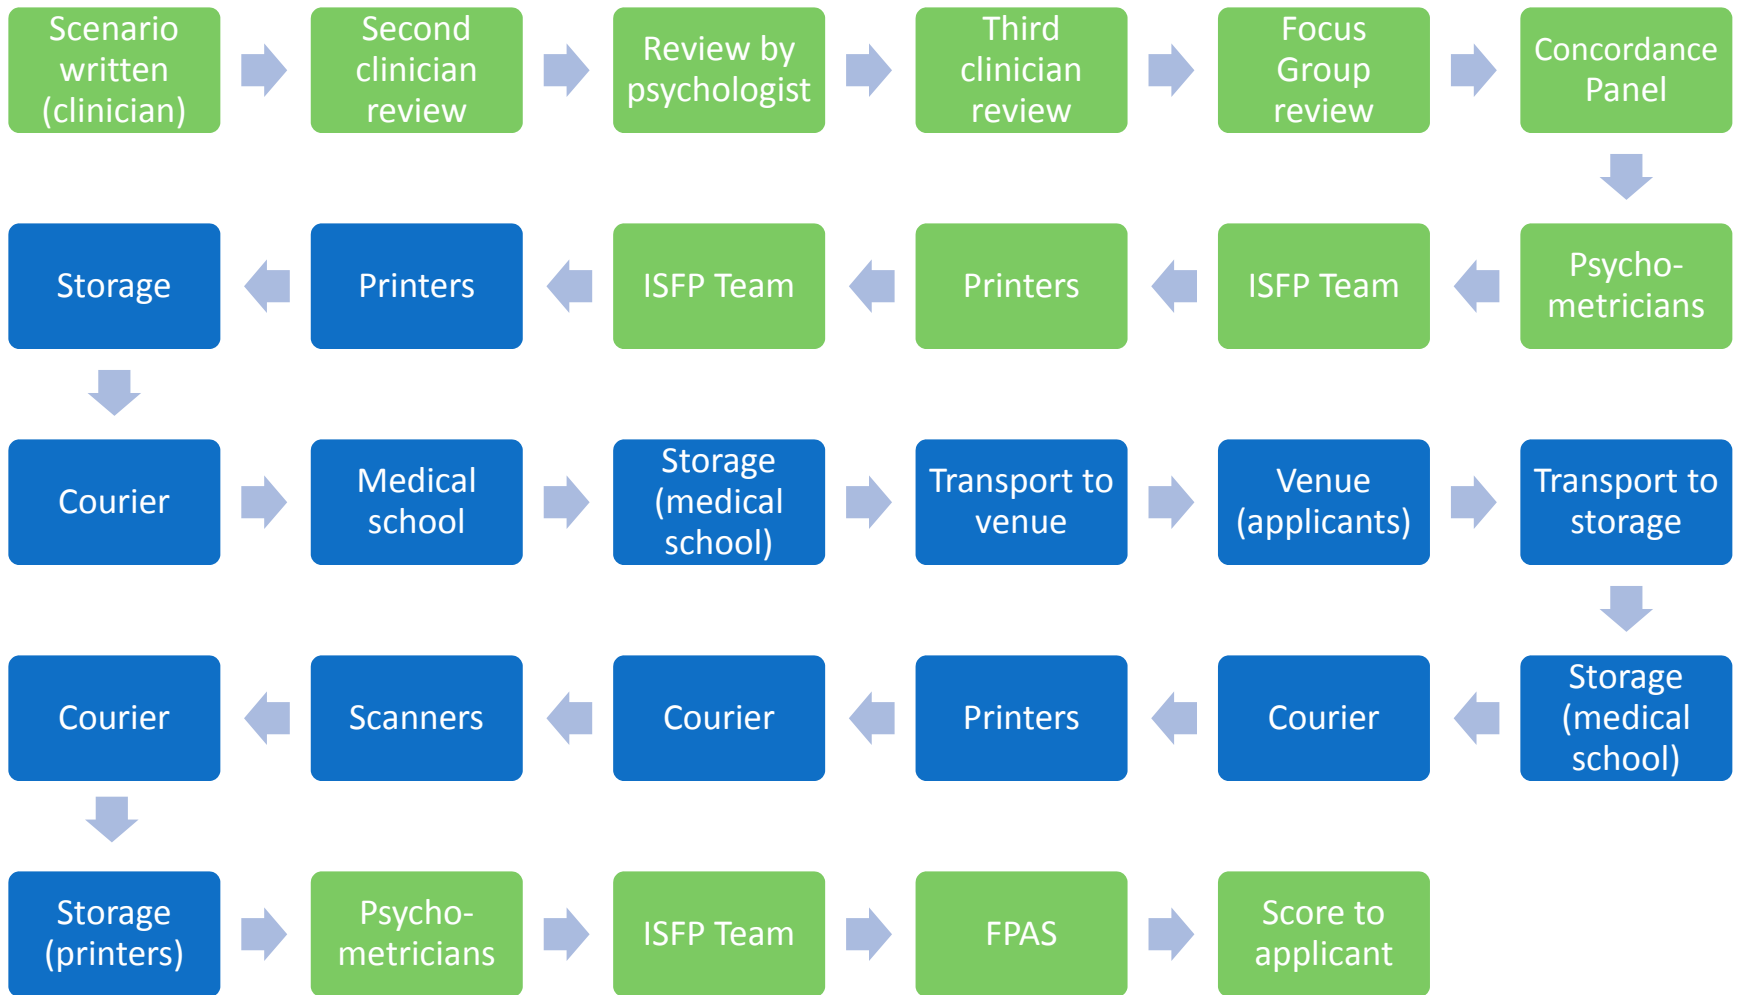 Scenario
written
(clinician)
Second
clinician
review
Review by
psychologist
Third
clinician
review
Focus
Group
review
Concordance
Panel
Psycho-
metricians
ISFP Team
Printers
ISFP Team
Printers
Storage
Courier
Medical
school
Storage
(medical
school)
Transport to
venue
Venue
(applicants)
Transport to
storage
Storage
(medical
school)
Courier
Printers
Courier
Scanners
Courier
Storage
(printers)
Psycho-
metricians
ISFP Team
FPAS
Score to
applicant